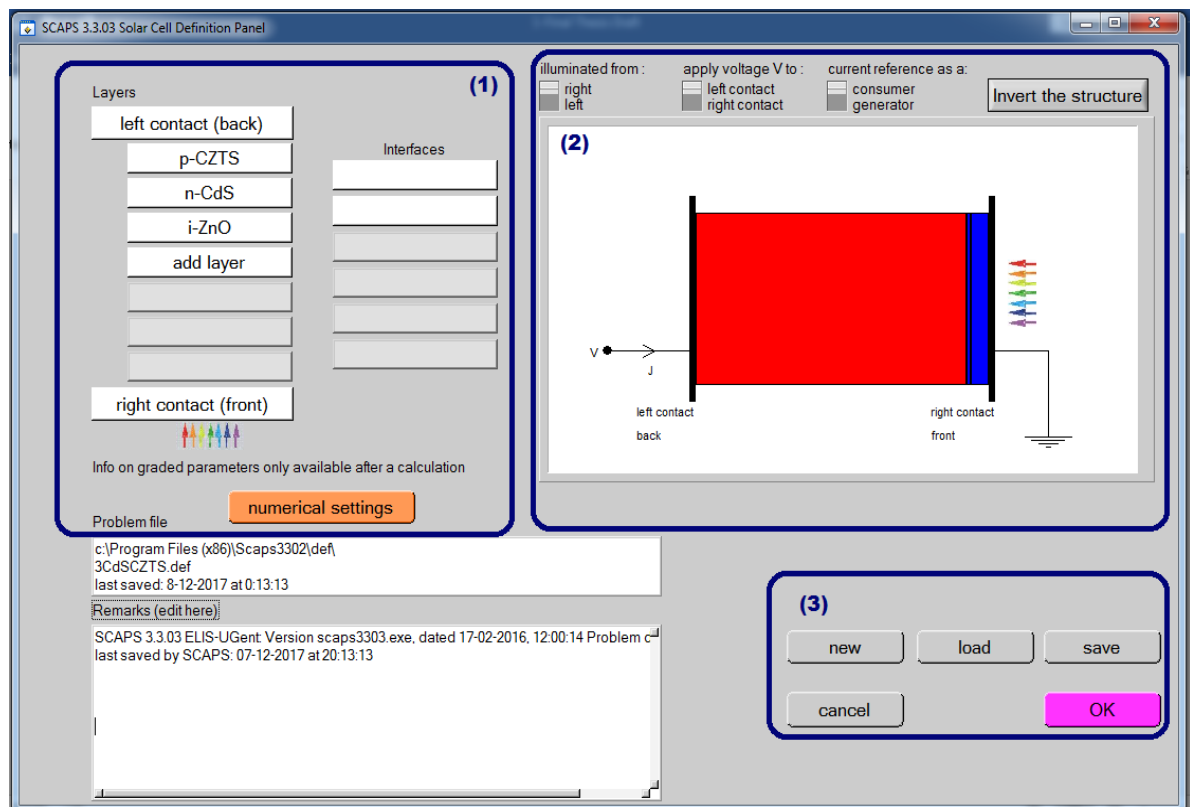 SCAPS 3.3.03 Solar Cell Definition Panel
(1)
Layers
left contact (back)
p-CZTS
n-CdS
i-ZnO
add layer
right contact (front)
Interfaces
Info on graded parameters only available after a calculation
numerical settings
illuminated from :
right
left
apply voltage V to :
left contact
right contact
current reference as a:
consumer
generator
Invert the structure
(2)
V
J
left contact
back
right contact
front
Problem file
c:\Program Files (x86)\Scaps3302\def\
3CdSCZTS.def
last saved: 8-12-2017 at 0:13:13
Remarks (edit here)
SCAPS 3.3.03 ELIS-UGent: Version scaps3303.exe, dated 17-02-2016, 12:00:14 Problem c
last saved by SCAPS: 07-12-2017 at 20:13:13
(3)
new
load
save
cancel
OK